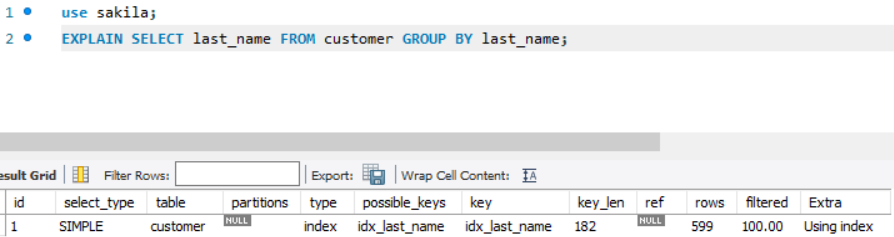 1 use sakila;
2 EXPLAIN SELECT last_name FROM customer GROUP BY last_name;
esult Grid Filter Rows: Export: Wrap Cell Content: IA
id select_type table partitions type possible_keys key key_len ref rows filtered Extra
1 SIMPLE customer NULL index idx_last_name idx_last_name 182 NULL 599 100.00 Using index